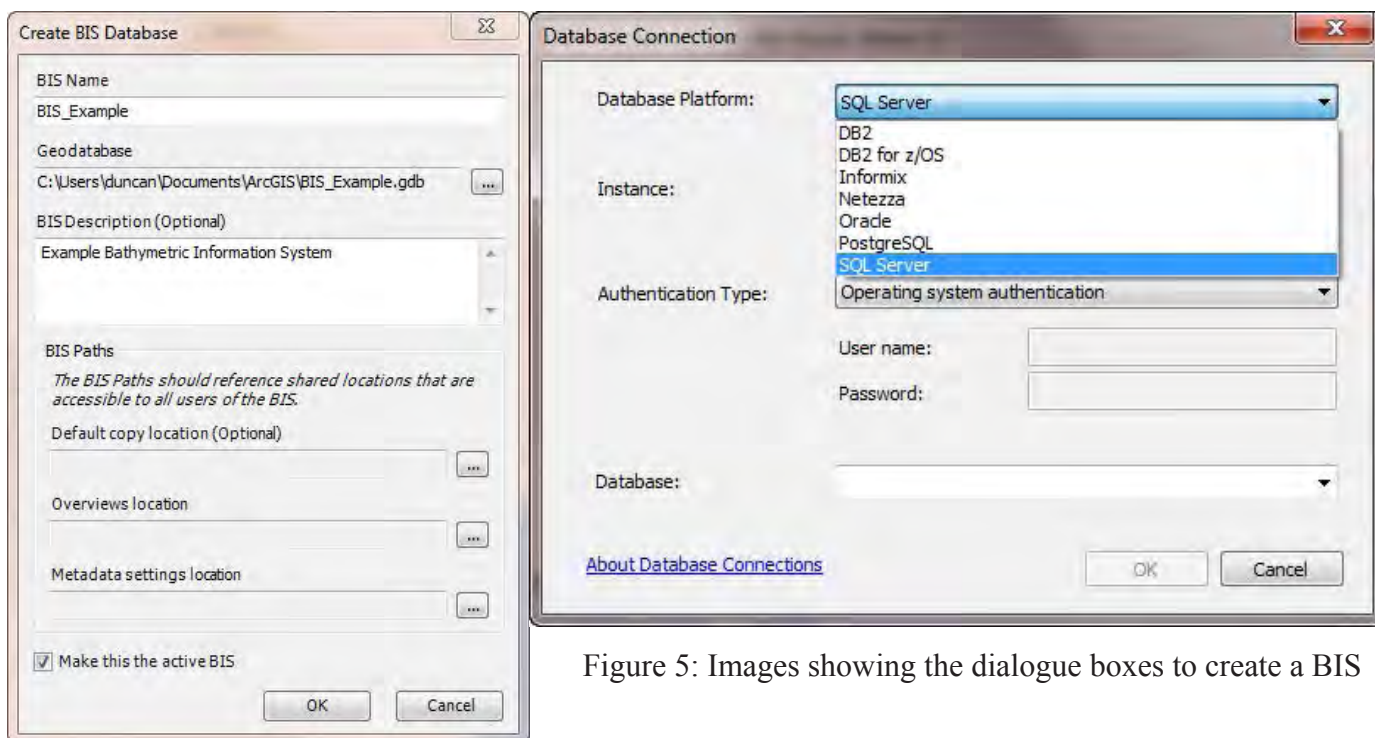 Create BIS Database
BIS Name
BIS_Example
Geodatabase
C:\Users\duncan\Documents\ArcGIS\BIS_Example.gdb
...
BIS Description (Optional)
Example Bathymetric Information System
BIS Paths
The BIS Paths should reference shared locations that are
accessible to all users of the BIS.
Default copy location (Optional)
...
Overviews location
...
Metadata settings location
...
Make this the active BIS
OK
Cancel
Database Connection
Database Platform:
SQL Server
DB2
DB2 for z/OS
Informix
Netezza
Oracle
PostgreSQL
SQL Server
Instance:
Authentication Type:
Operating system authentication
User name:
Password:
Database:
About Database Connections
OK
Cancel
Figure 5: Images showing the dialogue boxes to create a BIS